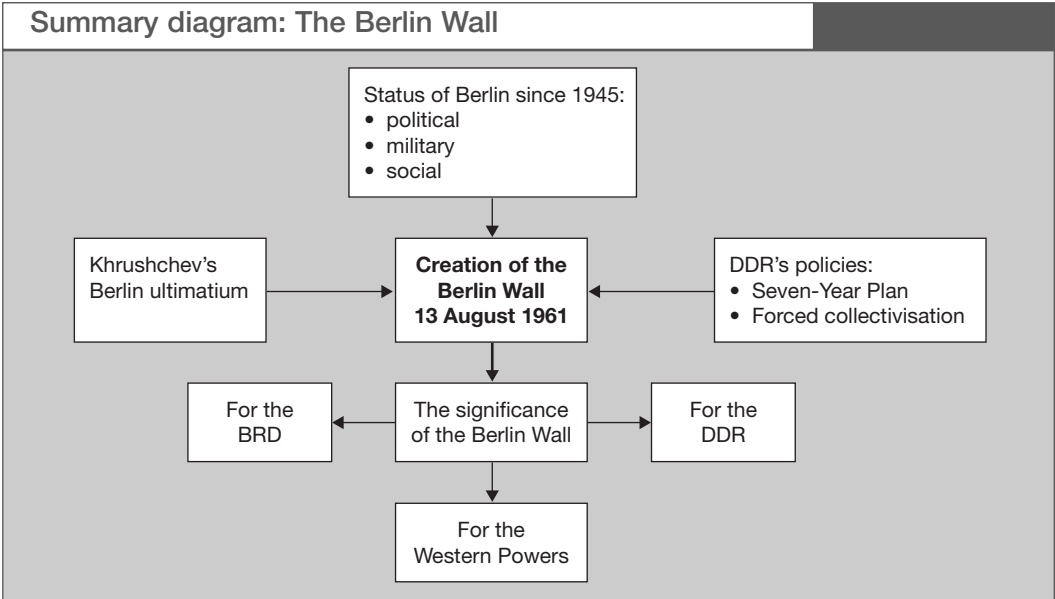 Summary diagram: The Berlin Wall
Status of Berlin since 1945:
• political
• military
• social
Khrushchev's
Berlin ultimatium
Creation of the
Berlin Wall
13 August 1961
DDR's policies:
• Seven-Year Plan
• Forced collectivisation
For the
BRD
The significance
of the Berlin Wall
For the
DDR
For the
Western Powers